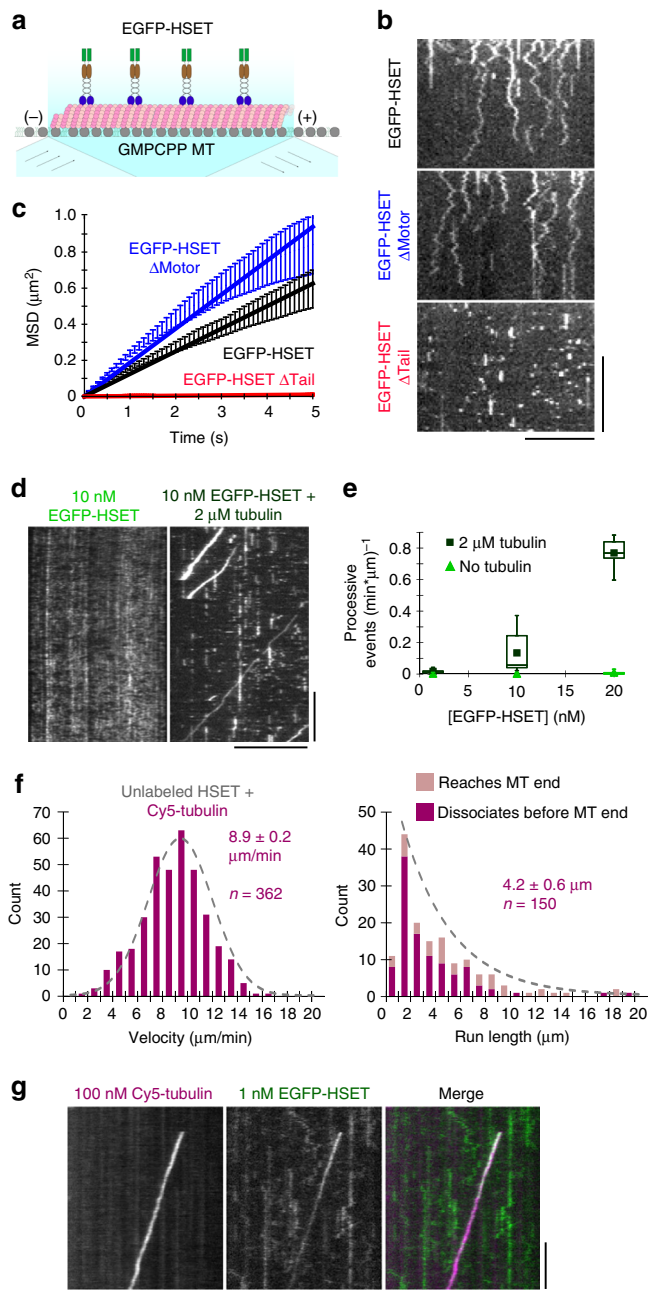 a
EGFP-HSET
(–)
(+)
GMPCPP MT
b
EGFP-HSET
EGFP-HSET
ΔMotor
EGFP-HSET
ΔTail
c
1.0
0.8
0.6
0.4
0.2
0
MSD (μm²)
EGFP-HSET
ΔMotor
EGFP-HSET
EGFP-HSET ΔTail
0 1 2 3 4 5
Time (s)
d
10 nM
EGFP-HSET
10 nM EGFP-HSET +
2 μM tubulin
e
2 μM tubulin
No tubulin
Processive
events (min*μm)⁻¹
0.8
0.6
0.4
0.2
0
0 5 10 15 20
[EGFP-HSET] (nM)
f
Unlabeled HSET +
Cy5-tubulin
8.9 ± 0.2
μm/min
n = 362
Count
70
60
50
40
30
20
10
0
0 2 4 6 8 10 12 14 16 18 20
Velocity (μm/min)
Reaches MT end
Dissociates before MT end
4.2 ± 0.6 μm
n = 150
Count
50
40
30
20
10
0
0 2 4 6 8 10 12 14 16 18 20
Run length (μm)
g
100 nM Cy5-tubulin
1 nM EGFP-HSET
Merge